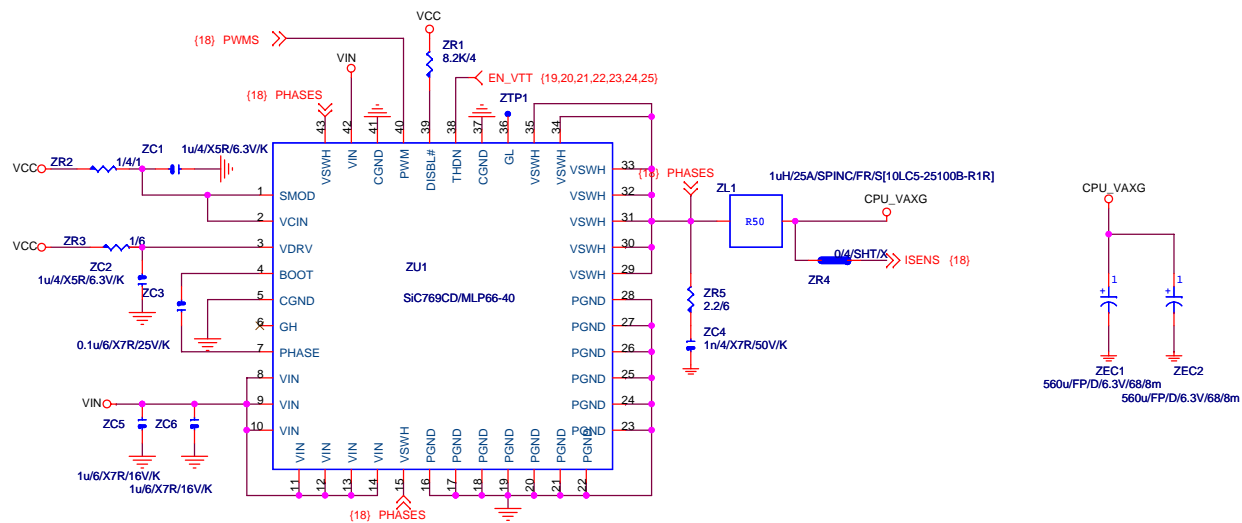 VCC
{18} PWMS
ZR1
8.2K/4
VIN
EN_VTT {19,20,21,22,23,24,25}
{18} PHASES
ZTP1
43
42
41
40
39
38
37
36
35
34
VSWH
VIN
CGND
PWM
DISBL#
THDN
CGND
GL
VSWH
VSWH
ZC1
1u/4/X5R/6.3V/K
VCC
ZR2
1/4/1
1
SMOD
2
VCIN
VCC
ZR3
1/6
3
VDRV
ZC2
1u/4/X5R/6.3V/K
4
BOOT
ZC3
5
CGND
6
GH
0.1u/6/X7R/25V/K
7
PHASE
8
VIN
VIN
9
VIN
10
VIN
ZC5
ZC6
1u/6/X7R/16V/K
1u/6/X7R/16V/K
ZU1
SiC769CD/MLP66-40
VSWH
33
VSWH
32
VSWH
31
VSWH
30
VSWH
29
PGND
28
PGND
27
PGND
26
PGND
25
PGND
24
PGND
23
VIN
VIN
VIN
VIN
VSWH
PGND
PGND
PGND
PGND
PGND
PGND
PGND
11
12
13
14
15
16
17
18
19
20
21
22
{18} PHASES
{18} PHASES
1uH/25A/SPINC/FR/S[10LC5-25100B-R1R]
ZL1
R50
CPU_VAXG
0/4/SHT/X
ISENS {18}
ZR4
ZR5
2.2/6
ZC4
1n/4/X7R/50V/K
CPU_VAXG
1
+
1
+
ZEC1
560u/FP/D/6.3V/68/8m
ZEC2
560u/FP/D/6.3V/68/8m